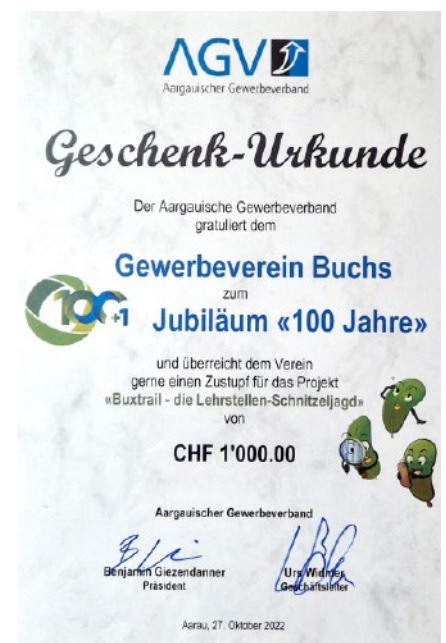 AGV
Aargauischer Gewerbeverband
Geschenk-Urkunde
Der Aargauische Gewerbeverband
gratuliert dem
Gewerbeverein Buchs
zum
100+1
Jubiläum «100 Jahre»
und überreicht dem Verein
gerne einen Zustupf für das Projekt
«Buxtrail - die Lehrstellen-Schnitzeljagd»
von
CHF 1'000.00
Aargauischer Gewerbeverband
Benjamin Giezendanner Urs Widmer
Präsident Geschäftsleiter
Aarau, 27. Oktober 2022